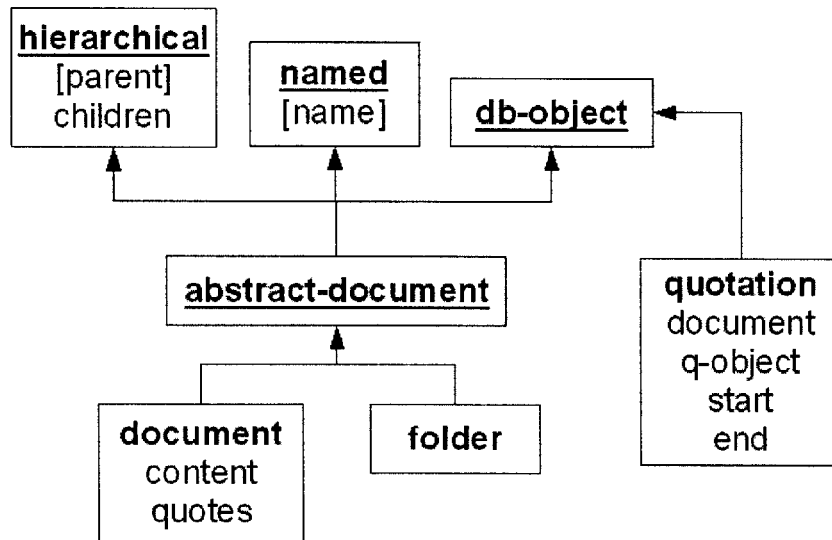 hierarchical
[parent]
children
named
[name]
db-object
abstract-document
quotation
document
q-object
start
end
document
content
quotes
folder